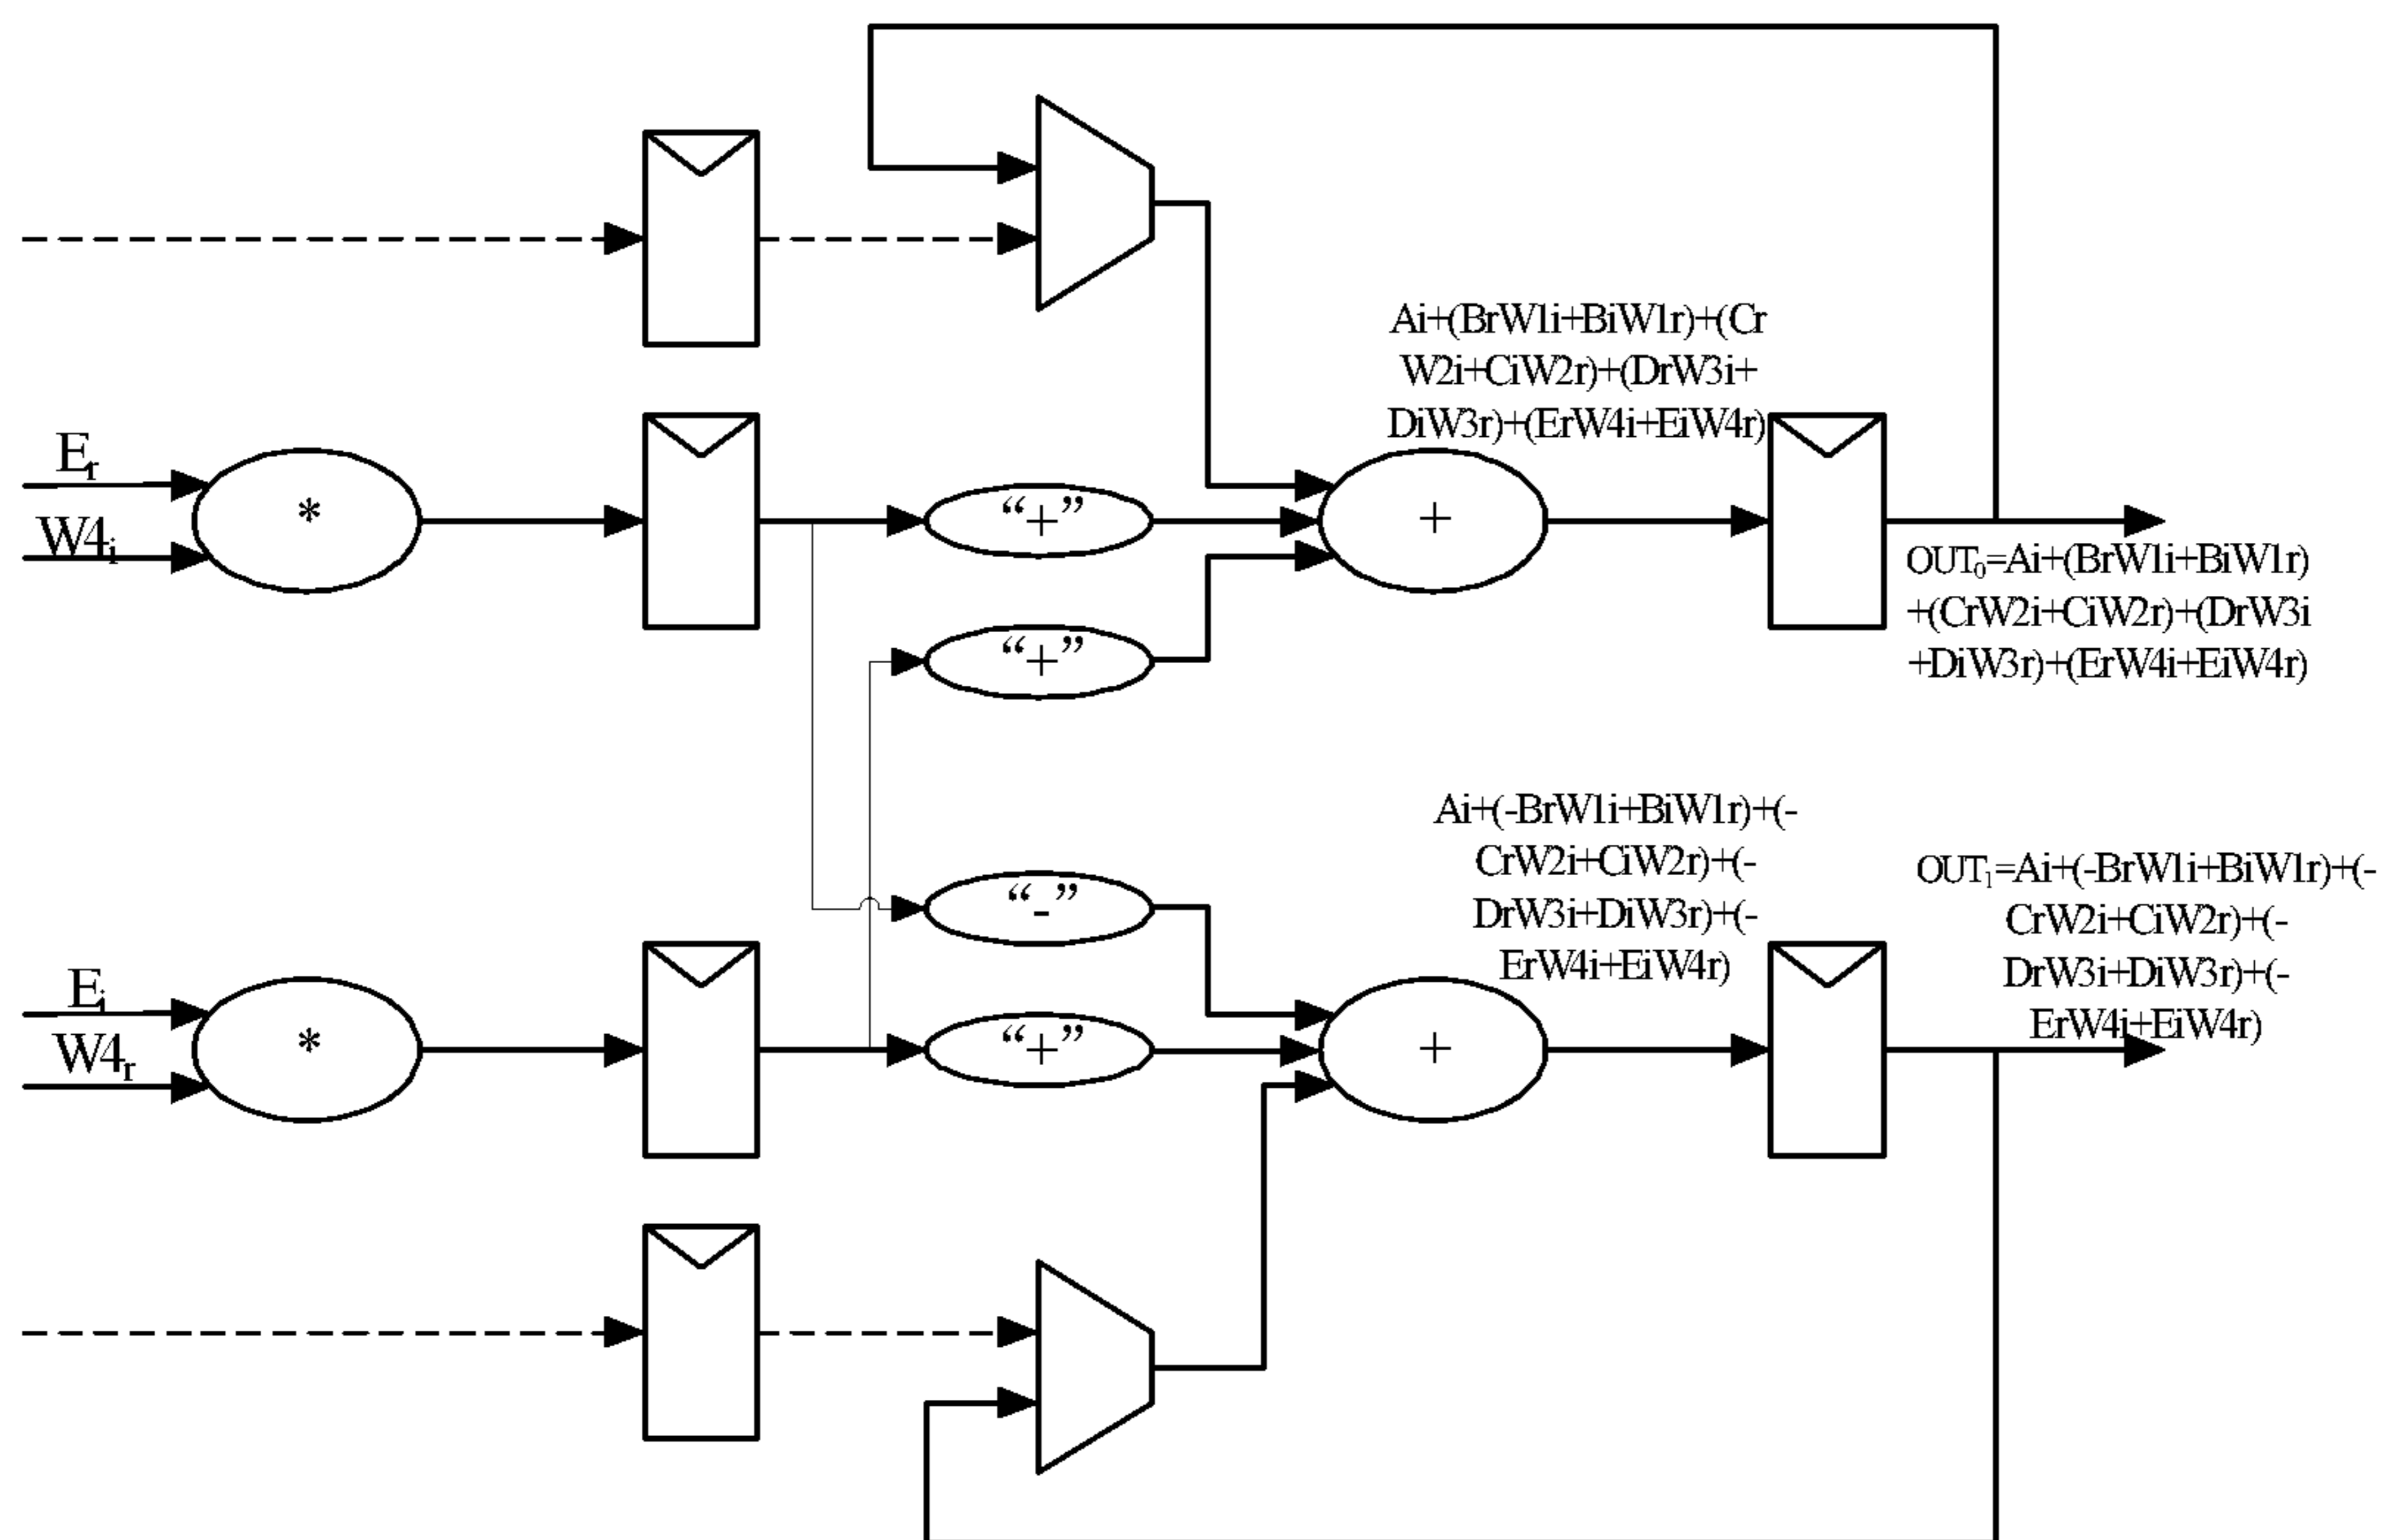 Ai+(BrW1i+BiW1r)+(Cr
W2i+CiW2r)+(DrW3i+
DiW3r)+(ErW4i+EiW4r)
Er
*
W4i
“+”
+
OUT0=Ai+(BrW1i+BiW1r)
+(CrW2i+CiW2r)+(DrW3i
+DiW3r)+(ErW4i+EiW4r)
“+”
Ai+(-BrW1i+BiW1r)+(-
CrW2i+CiW2r)+(-
DrW3i+DiW3r)+(-
ErW4i+EiW4r)
OUT1=Ai+(-BrW1i+BiW1r)+(-
CrW2i+CiW2r)+(-
DrW3i+DiW3r)+(-
ErW4i+EiW4r)
“-”
Ei
*
W4r
“+”
+